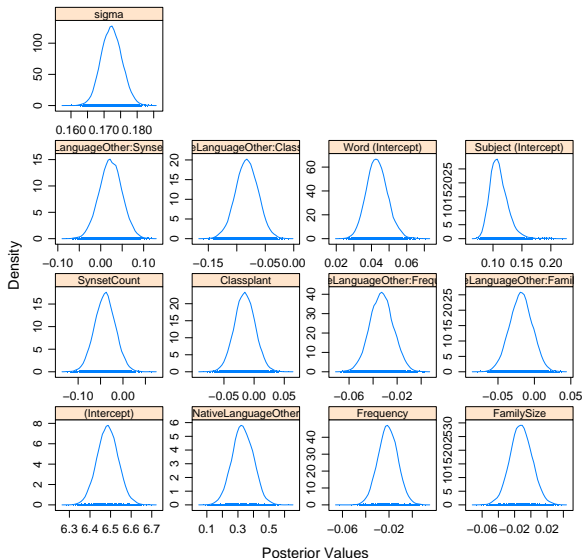 sigma
0 50 100
0.160 0.170 0.180
LanguageOther:Synse
eLanguageOther:Class
Word (Intercept)
Subject (Intercept)
0 5 10 15
0 5 10 15 20
0 20 40 60
0 5 10 15 20 25
-0.10 0.00 0.10
-0.15 -0.05 0.00
0.02 0.04 0.06
0.10 0.20
Density
SynsetCount
Classplant
eLanguageOther:Frequ
eLanguageOther:Famil
0 5 10 15
0 5 10 15 20
0 10 20 30 40
0 5 10 15 20 25
-0.10 0.00
-0.05 0.00 0.05
-0.06 -0.02
-0.05 0.00 0.05
(Intercept)
NativeLanguageOther
Frequency
FamilySize
0 2 4 6 8
0 1 2 3 4 5 6
0 10 20 30 40
0 5 10 15 20 25 30
6.3 6.4 6.5 6.6 6.7
0.1 0.3 0.5
-0.06 -0.02
-0.06 -0.02 0.02
Posterior Values